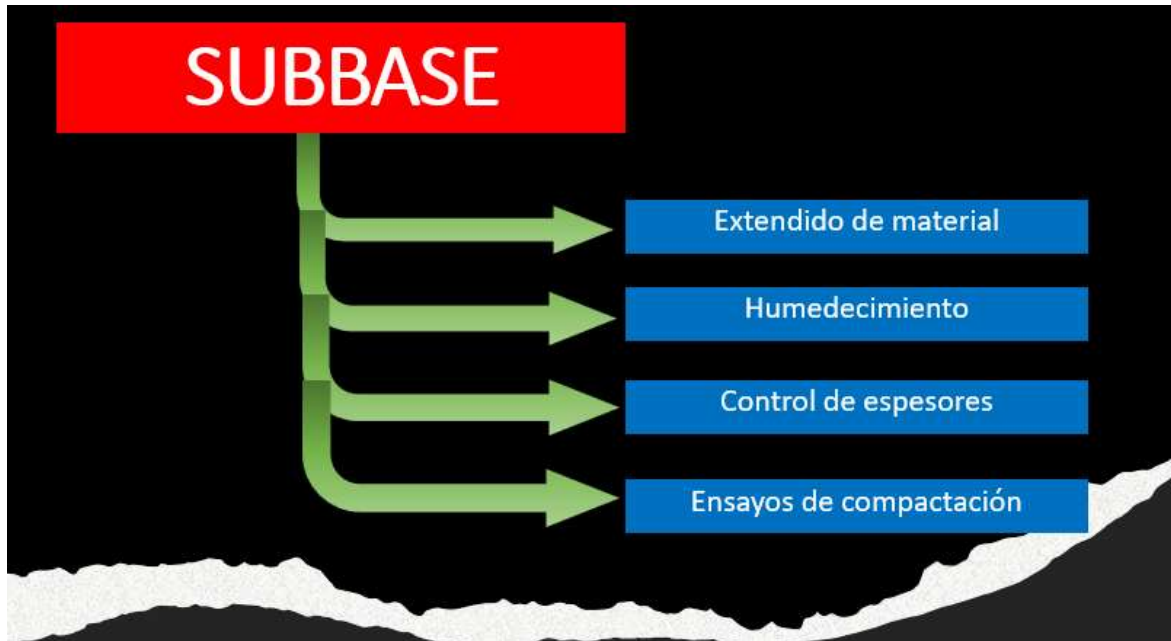 SUBBASE
Extendido de material
Humedecimiento
Control de espesores
Ensayos de compactación